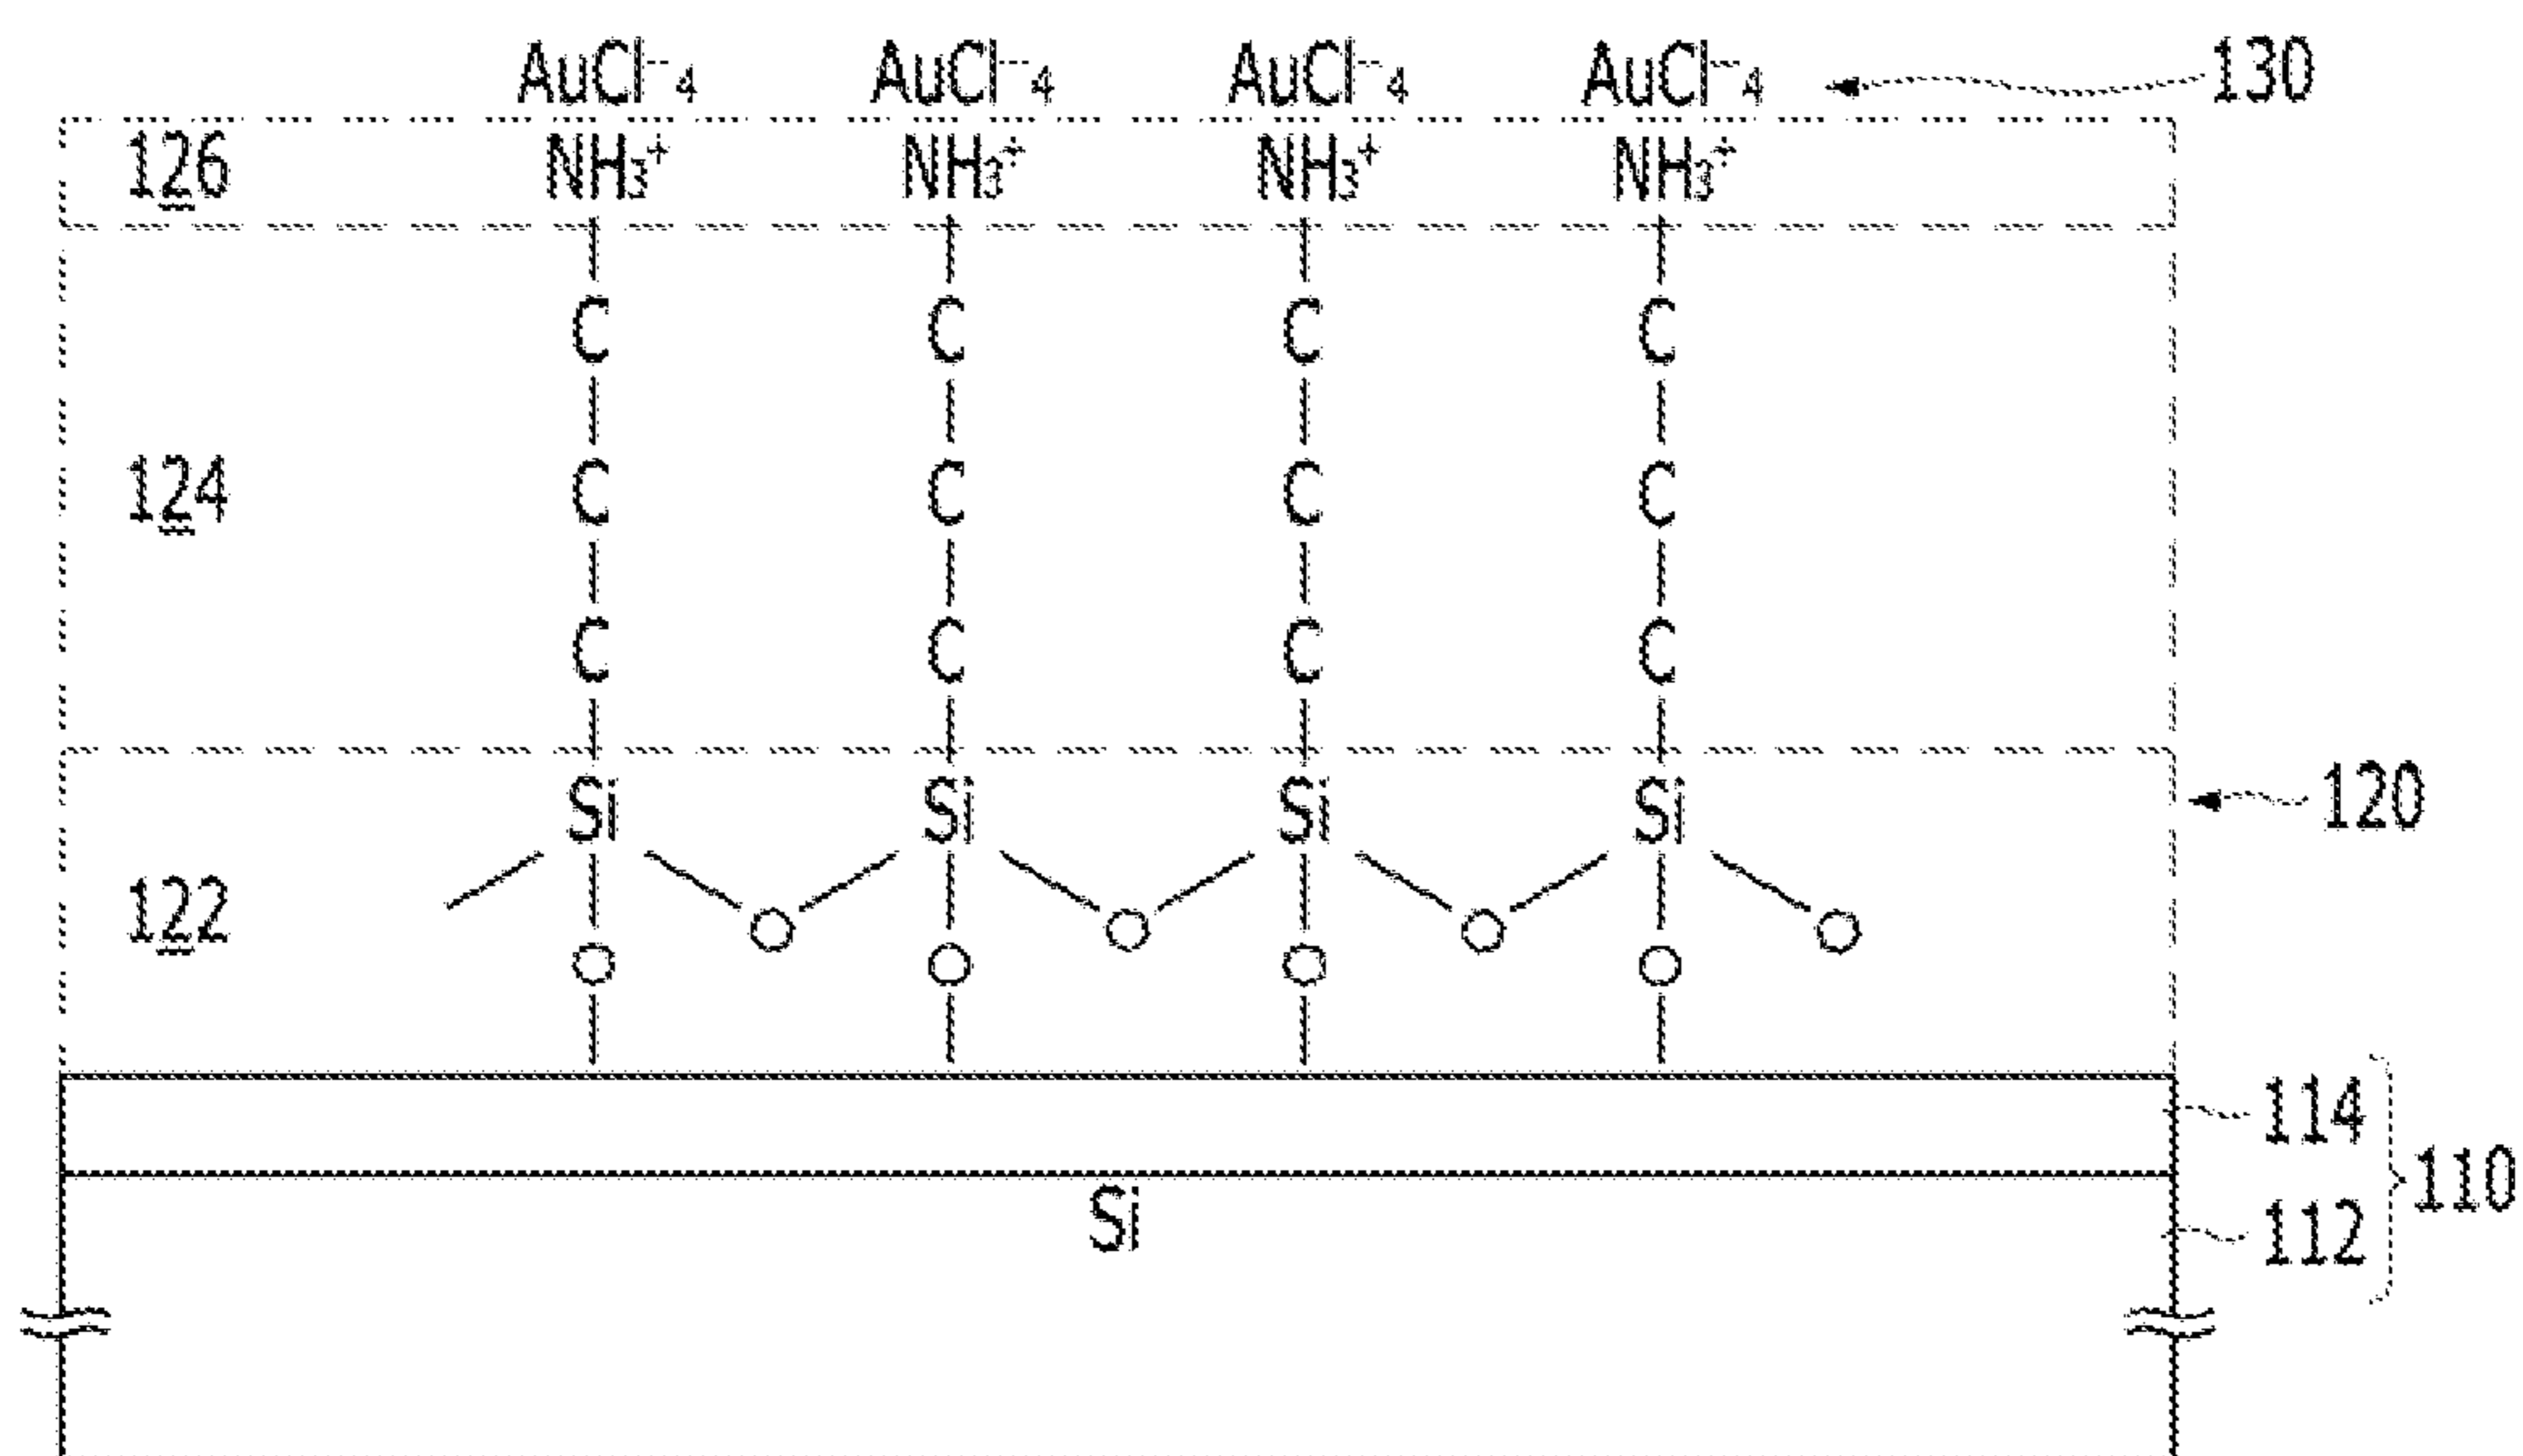 AuCl⁻₄ AuCl⁻₄ AuCl⁻₄ AuCl⁻₄ 130
126 NH₃⁺ NH₃⁺ NH₃⁺ NH₃⁺
C C C C
124 C C C C
C C C C
Si Si Si Si 120
122 O O O O
O O O O
114
110
Si 112